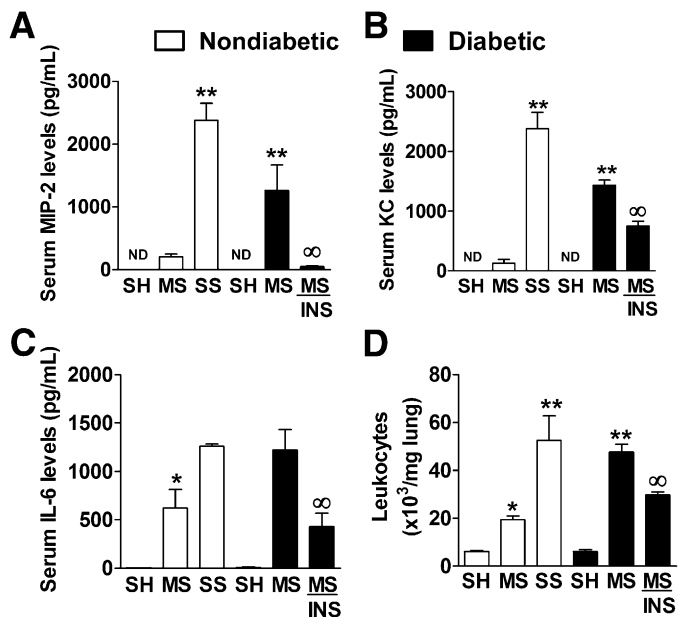 A
Nondiabetic
B
Diabetic
Serum MIP-2 levels (pg/mL)
3000
2000
1000
0
ND
**
ND
**
∞
SH MS SS SH MS MS
INS
Serum KC levels (pg/mL)
3000
2000
1000
0
ND
**
ND
**
∞
SH MS SS SH MS MS
INS
C
Serum IL-6 levels (pg/mL)
2000
1500
1000
500
0
*
∞
SH MS SS SH MS MS
INS
D
Leukocytes
(x10³/mg lung)
80
60
40
20
0
*
**
**
∞
SH MS SS SH MS MS
INS